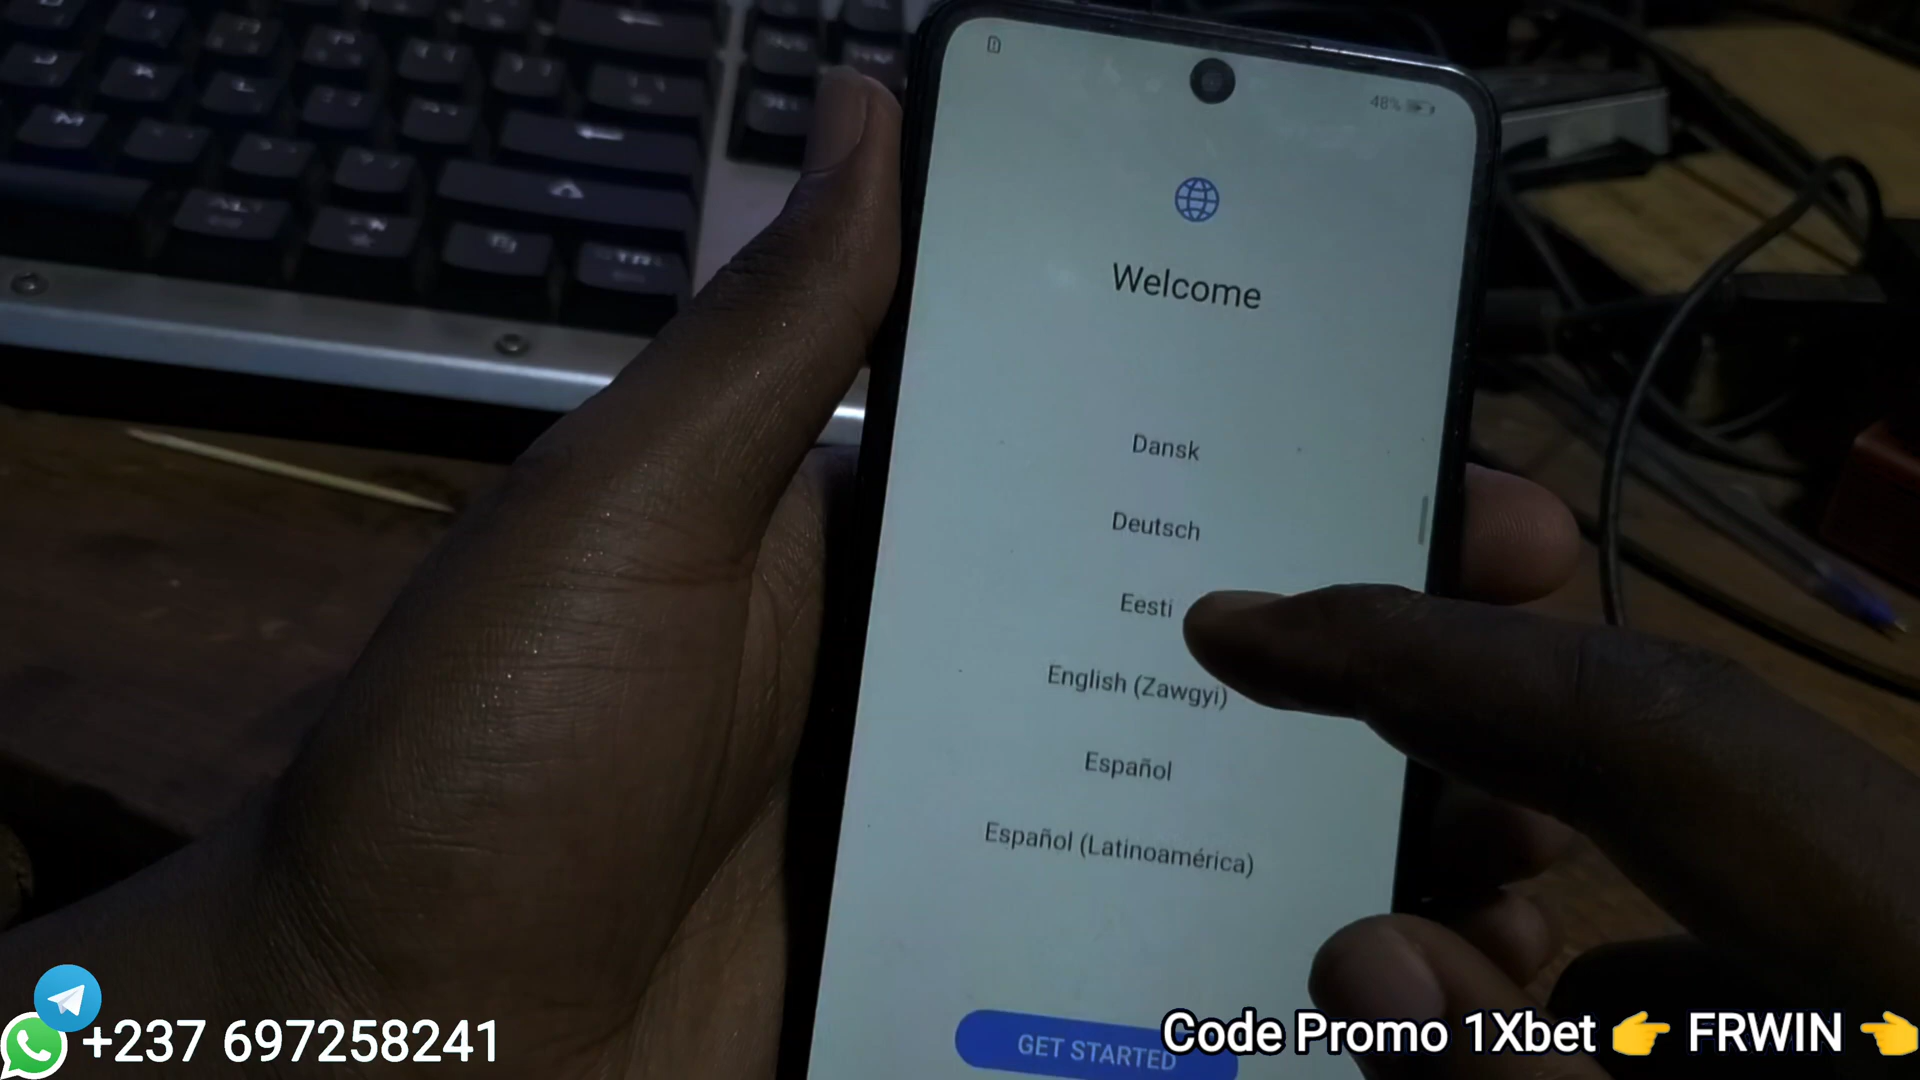 48%
Welcome
Dansk
Deutsch
Eesti
English (Zawgyi)
Español
Español (Latinoamérica)
GET STARTED
+237 697258241
Code Promo 1Xbet 👉 FRWIN 👈